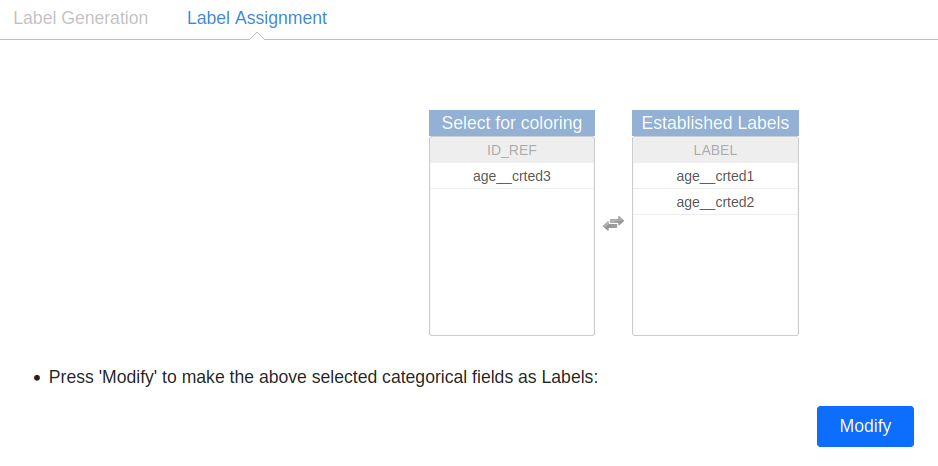 Label Generation Label Assignment
Select for coloring Established Labels
ID_REF LABEL
age__crted3 age__crted1
age__crted2
• Press 'Modify' to make the above selected categorical fields as Labels:
Modify